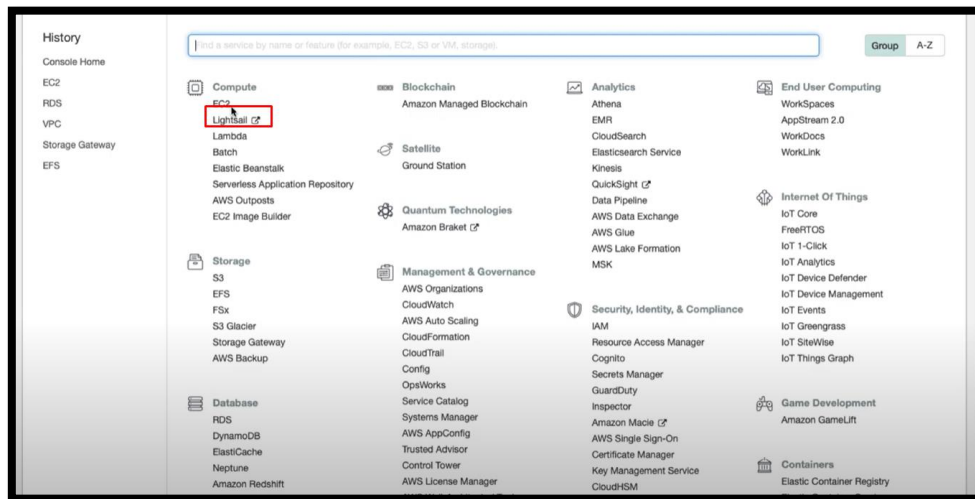 History
Console Home
EC2
RDS
VPC
Storage Gateway
EFS
Find a service by name or feature (for example, EC2, S3 or VM, storage).
Group
A-Z
Compute
EC2
Lightsail
Lambda
Batch
Elastic Beanstalk
Serverless Application Repository
AWS Outposts
EC2 Image Builder
Storage
S3
EFS
FSx
S3 Glacier
Storage Gateway
AWS Backup
Database
RDS
DynamoDB
ElastiCache
Neptune
Amazon Redshift
Blockchain
Amazon Managed Blockchain
Satellite
Ground Station
Quantum Technologies
Amazon Braket
Management & Governance
AWS Organizations
CloudWatch
AWS Auto Scaling
CloudFormation
CloudTrail
Config
OpsWorks
Service Catalog
Systems Manager
AWS AppConfig
Trusted Advisor
Control Tower
AWS License Manager
Analytics
Athena
EMR
CloudSearch
Elasticsearch Service
Kinesis
QuickSight
Data Pipeline
AWS Data Exchange
AWS Glue
AWS Lake Formation
MSK
Security, Identity, & Compliance
IAM
Resource Access Manager
Cognito
Secrets Manager
GuardDuty
Inspector
Amazon Macie
AWS Single Sign-On
Certificate Manager
Key Management Service
CloudHSM
End User Computing
WorkSpaces
AppStream 2.0
WorkDocs
WorkLink
Internet Of Things
IoT Core
FreeRTOS
IoT 1-Click
IoT Analytics
IoT Device Defender
IoT Device Management
IoT Events
IoT Greengrass
IoT SiteWise
IoT Things Graph
Game Development
Amazon GameLift
Containers
Elastic Container Registry